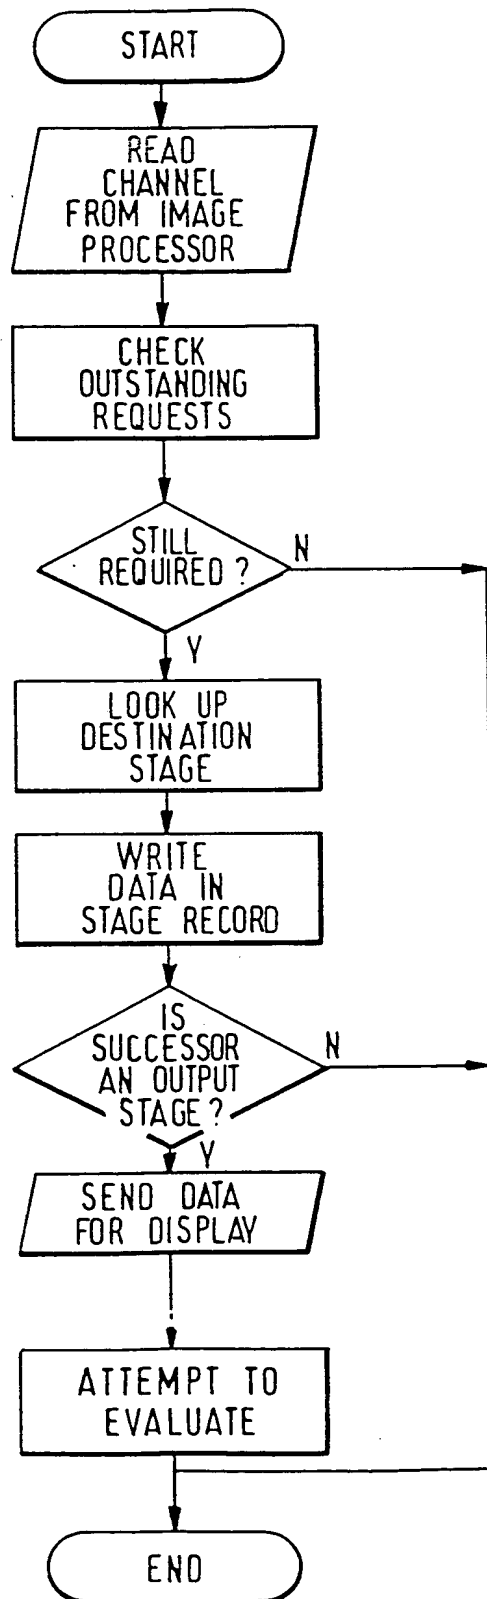 START
READ
CHANNEL
FROM IMAGE
PROCESSOR
CHECK
OUTSTANDING
REQUESTS
STILL
REQUIRED ?
N
Y
LOOK UP
DESTINATION
STAGE
WRITE
DATA IN
STAGE RECORD
IS
SUCCESSOR
AN OUTPUT
STAGE ?
N
Y
SEND DATA
FOR DISPLAY
ATTEMPT TO
EVALUATE
END